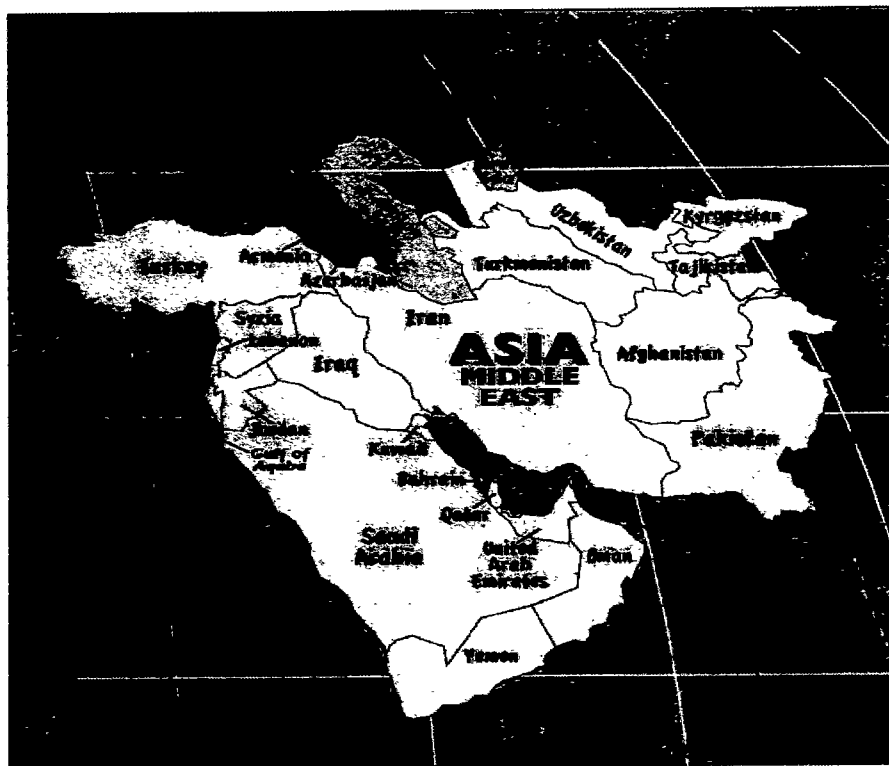 Uzbekistan
Kyrgyzstan
Armenia
Turkey
Turkmenistan
Tajikistan
Azerbaijan
Syria
Iran
Lebanon
ASIA
MIDDLE
EAST
Iraq
Afghanistan
Jordan
Pakistan
Gulf of
Aqaba
Kuwait
Bahrain
Qatar
Saudi
Arabia
United
Arab
Emirates
Oman
Yemen